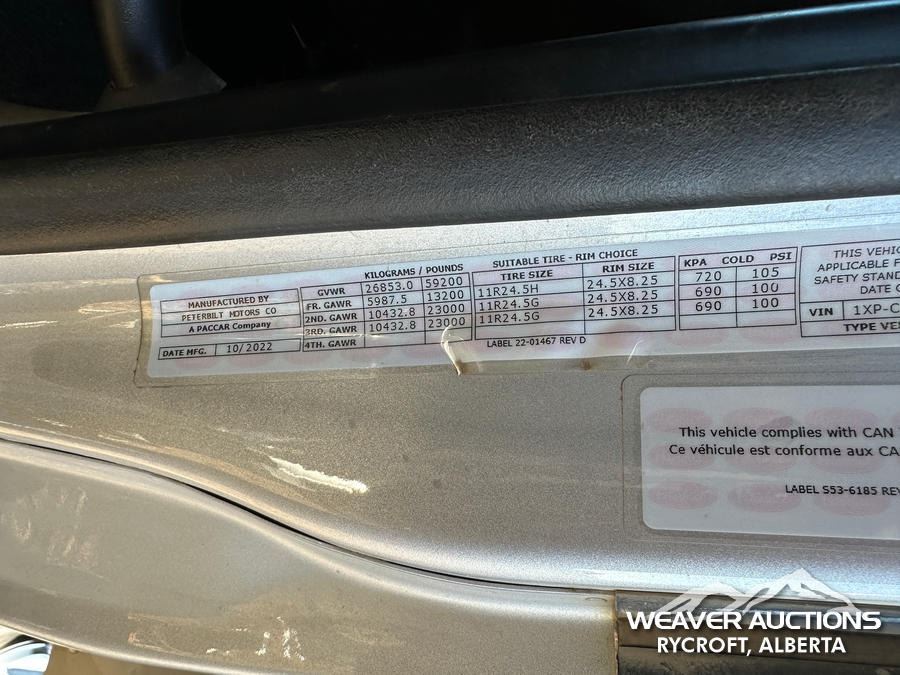 MANUFACTURED BY
PETERBILT MOTORS CO
A PACCAR Company
DATE MFG. 10/2022
KILOGRAMS / POUNDS
GVWR 26853.0 59200
FR. GAWR 5987.5 13200
2ND. GAWR 10432.8 23000
3RD. GAWR 10432.8 23000
4TH. GAWR
SUITABLE TIRE - RIM CHOICE
TIRE SIZE RIM SIZE
11R24.5H 24.5X8.25
11R24.5G 24.5X8.25
11R24.5G 24.5X8.25
LABEL 22-01467 REV D
KPA COLD PSI
720 105
690 100
690 100
THIS VEHIC
APPLICABLE F
SAFETY STAND
DATE O
VIN 1XP-C
TYPE VE
This vehicle complies with CAN
Ce véhicule est conforme aux CA
LABEL S53-6185 REV
WEAVER AUCTIONS
RYCROFT, ALBERTA